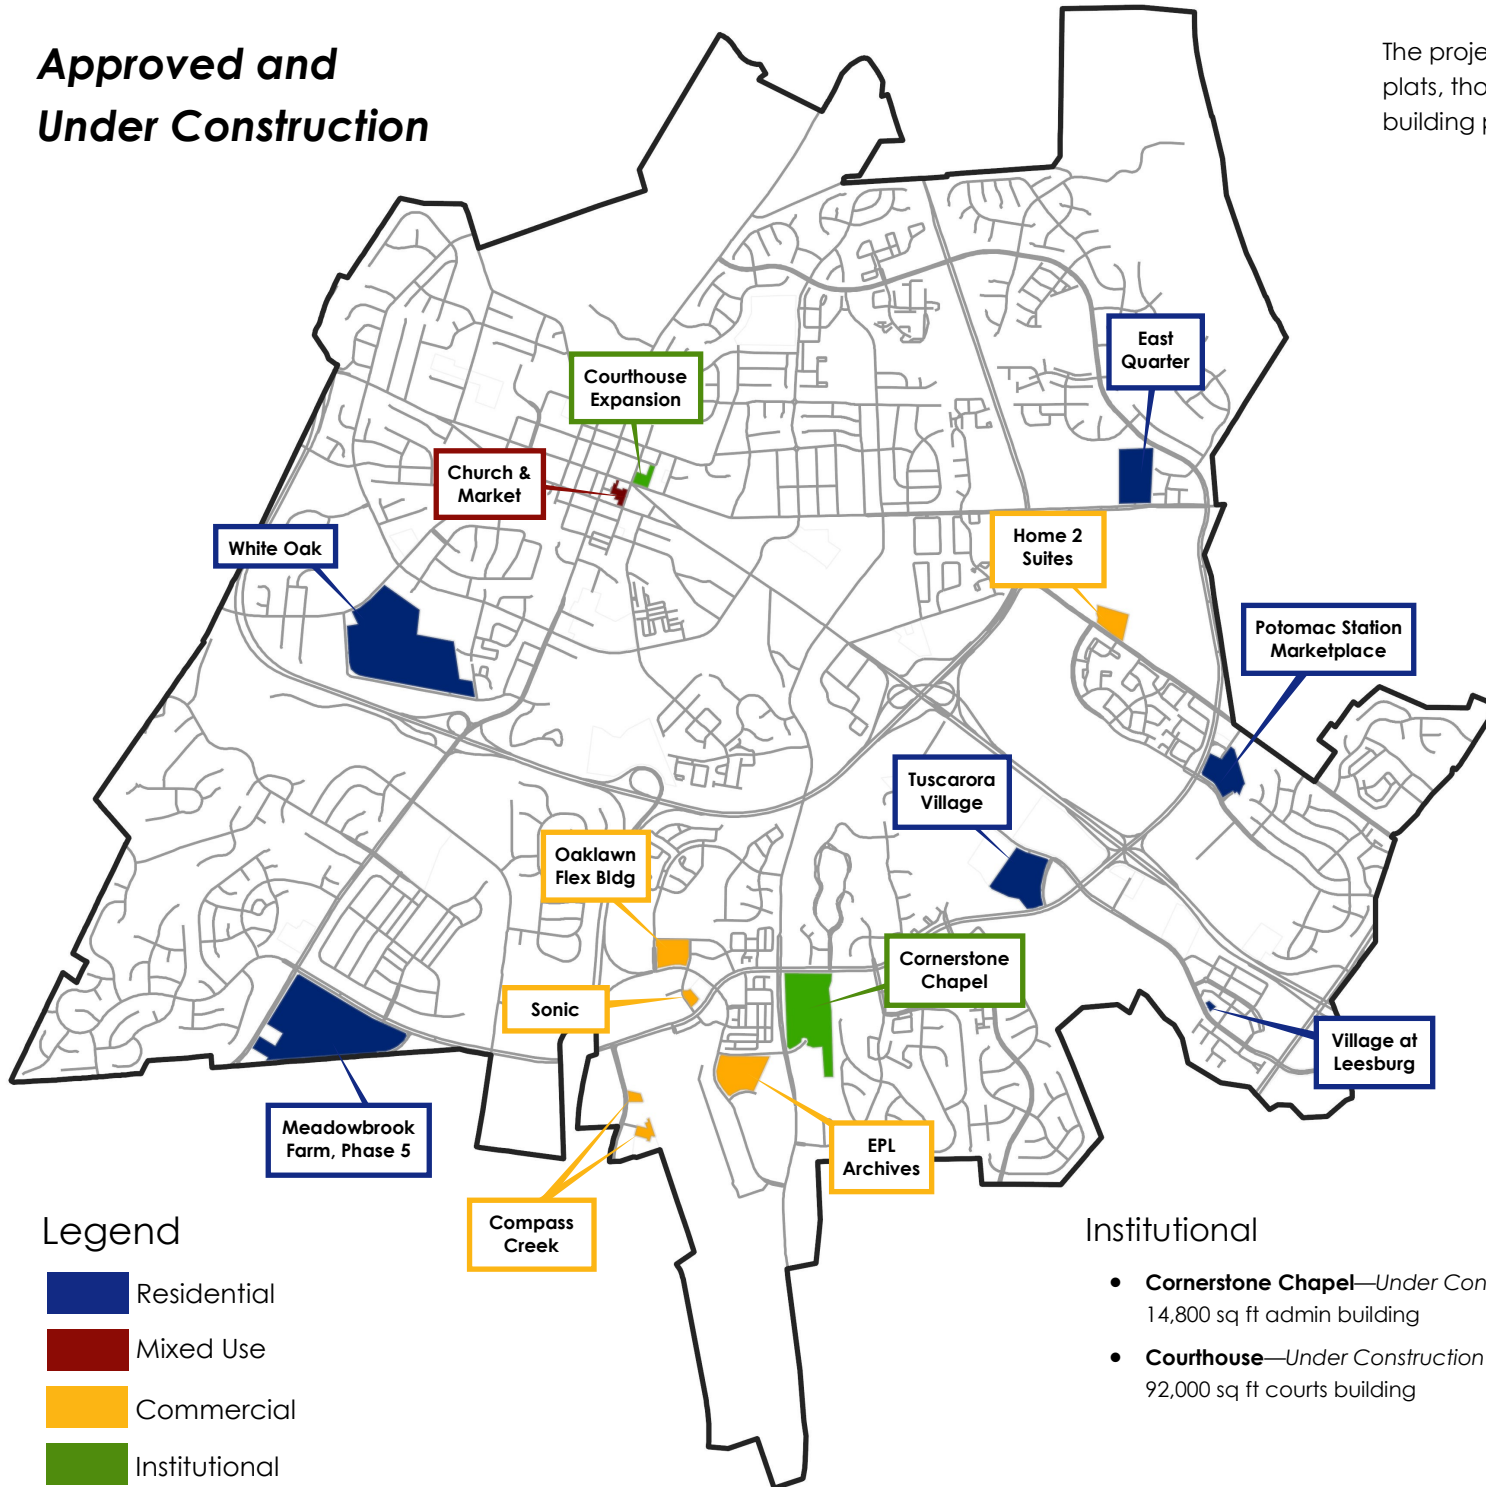 Approved and
Under Construction
The proje
plats, tho
building p
East
Quarter
Courthouse
Expansion
Church &
Market
White Oak
Home 2
Suites
Potomac Station
Marketplace
Tuscarora
Village
Oaklawn
Flex Bldg
Cornerstone
Chapel
Sonic
Village at
Leesburg
Meadowbrook
Farm, Phase 5
EPL
Archives
Compass
Creek
Legend
Residential
Mixed Use
Commercial
Institutional
Institutional
• Cornerstone Chapel—Under Con
14,800 sq ft admin building
• Courthouse—Under Construction
92,000 sq ft courts building